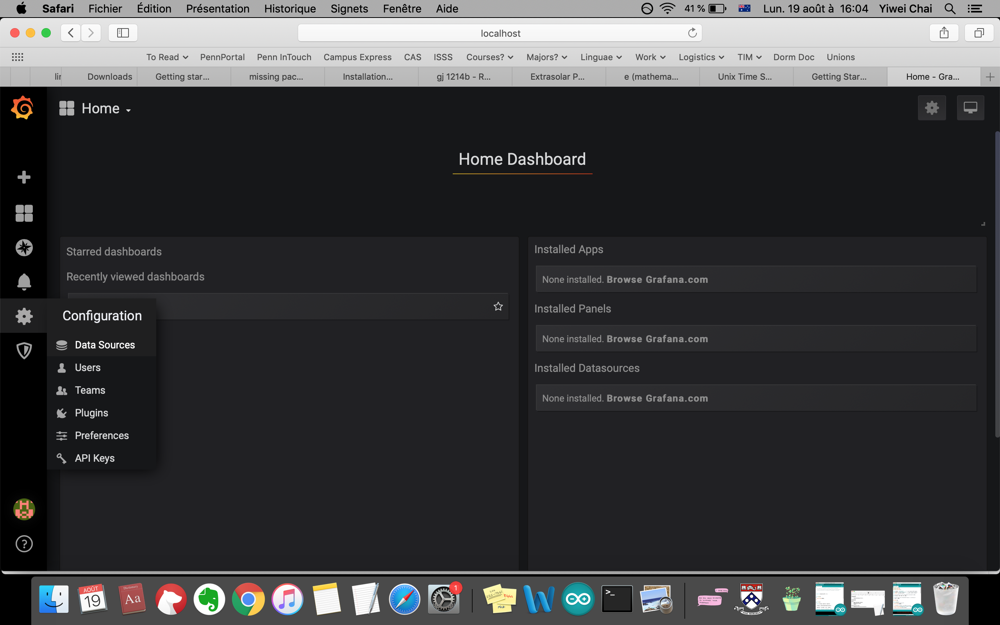 Safari Fichier Édition Présentation Historique Signets Fenêtre Aide 41 % Lun. 19 août à 16:04 Yiwei Chai
localhost
To Read PennPortal Penn InTouch Campus Express CAS ISSS Courses? Majors? Linguae Work Logistics TIM Dorm Doc Unions
Downloads Getting star... missing pac... Installation... gj 1214b - R... Extrasolar P... e (mathema... Unix Time S... Getting Star... Home - Gra...
Home
Home Dashboard
Starred dashboards
Recently viewed dashboards
Installed Apps
None installed. Browse Grafana.com
Installed Panels
None installed. Browse Grafana.com
Installed Datasources
None installed. Browse Grafana.com
Configuration
Data Sources
Users
Teams
Plugins
Preferences
API Keys
?
AOÛT
19
Dictionary
Aa
1
EGGS
MILK
>_